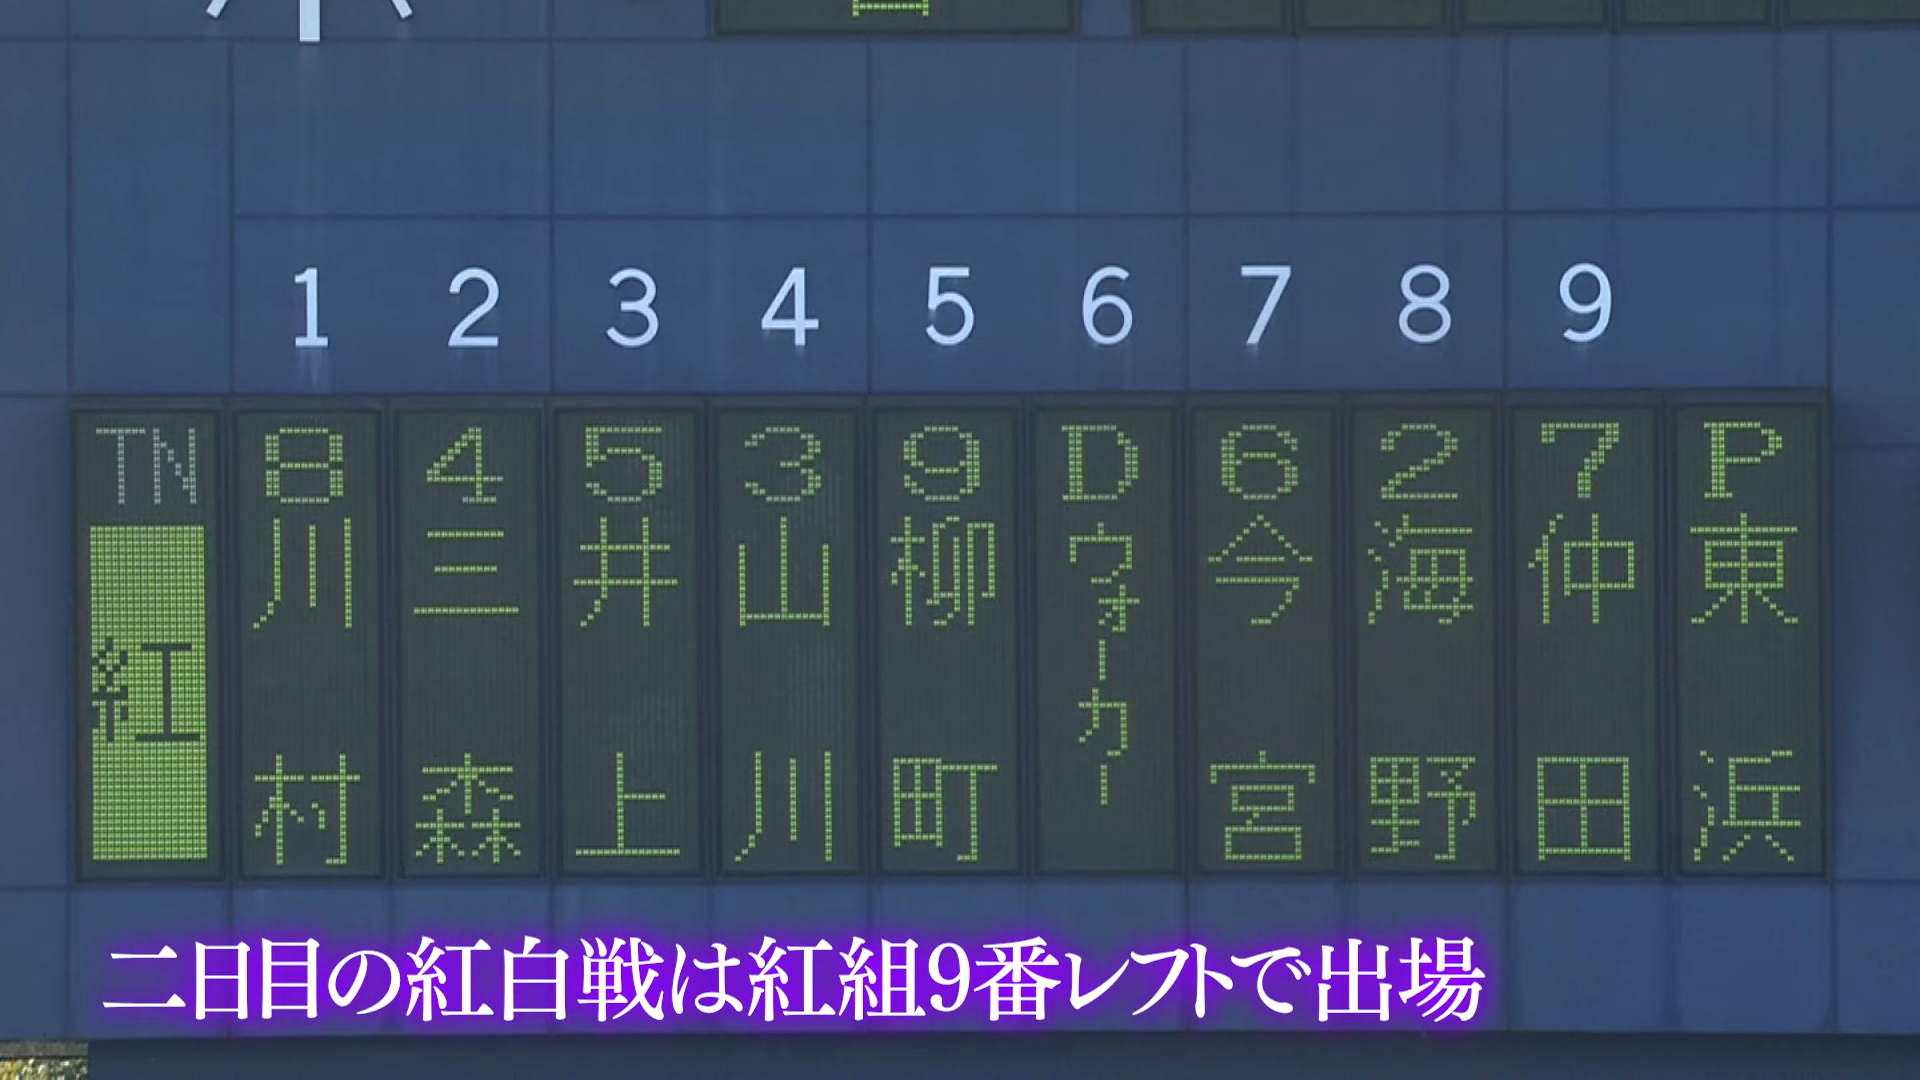 1 2 3 4 5 6 7 8 9
TN 8 4 5 3 9 D 6 2 7 P
紅
川村
三森
井上
山川
柳町
ウォーカー
今宮
海野
仲田
東浜
二日目の紅白戦は紅組9番レフトで出場